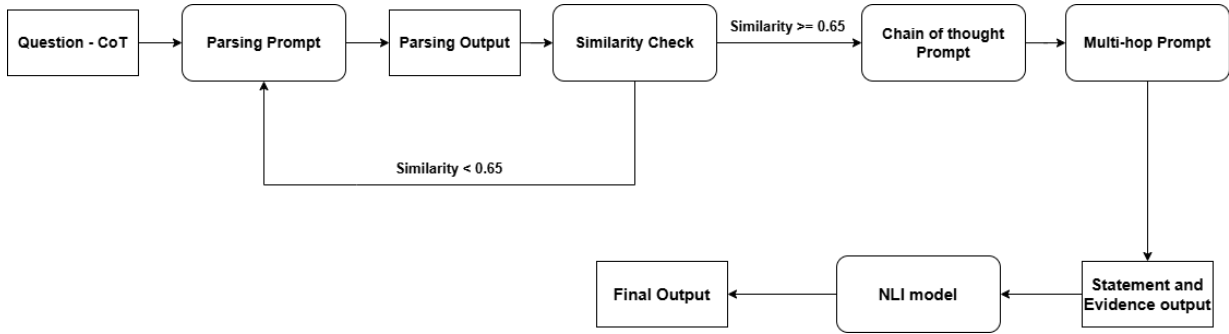 Question - CoT
Parsing Prompt
Parsing Output
Similarity Check
Similarity >= 0.65
Chain of thought
Prompt
Multi-hop Prompt
Similarity < 0.65
Final Output
NLI model
Statement and
Evidence output